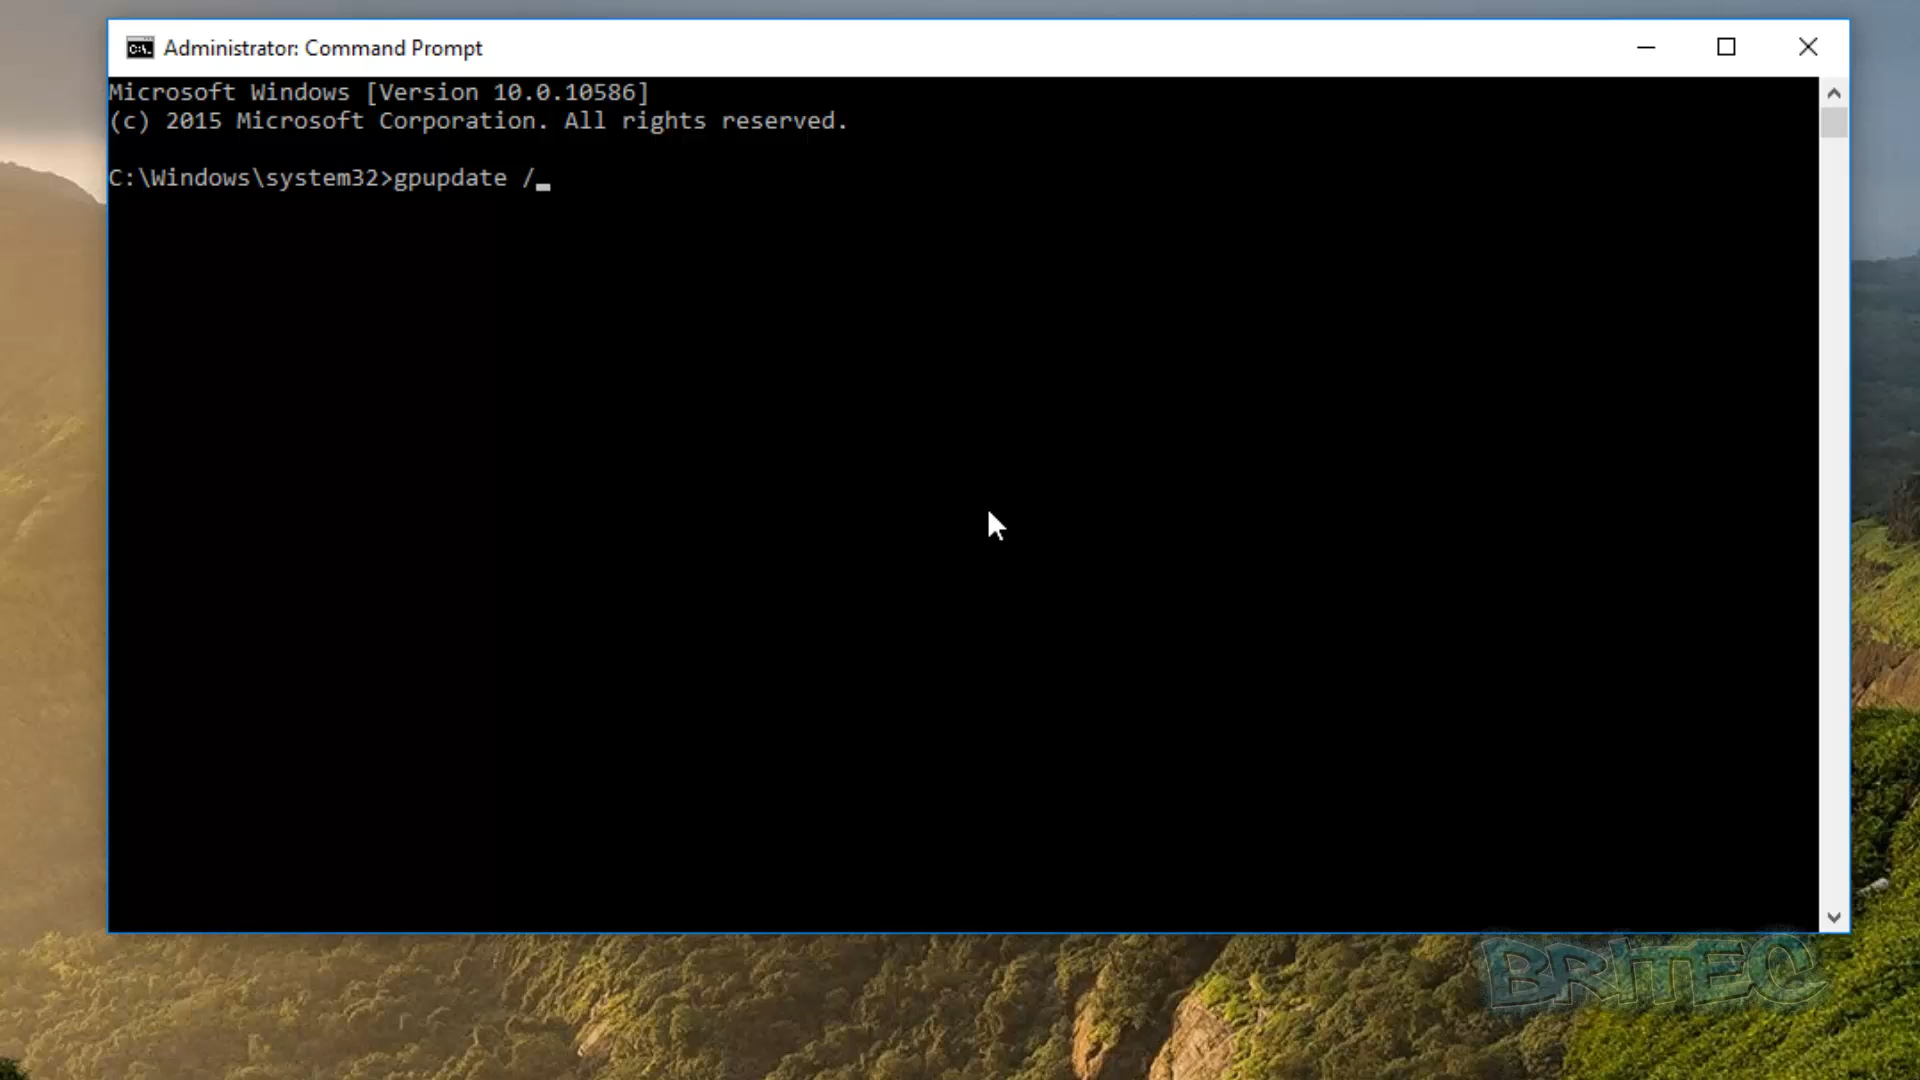 Administrator: Command Prompt
Microsoft Windows [Version 10.0.10586]
(c) 2015 Microsoft Corporation. All rights reserved.
C:\Windows\system32>gpupdate /_
BRITEC